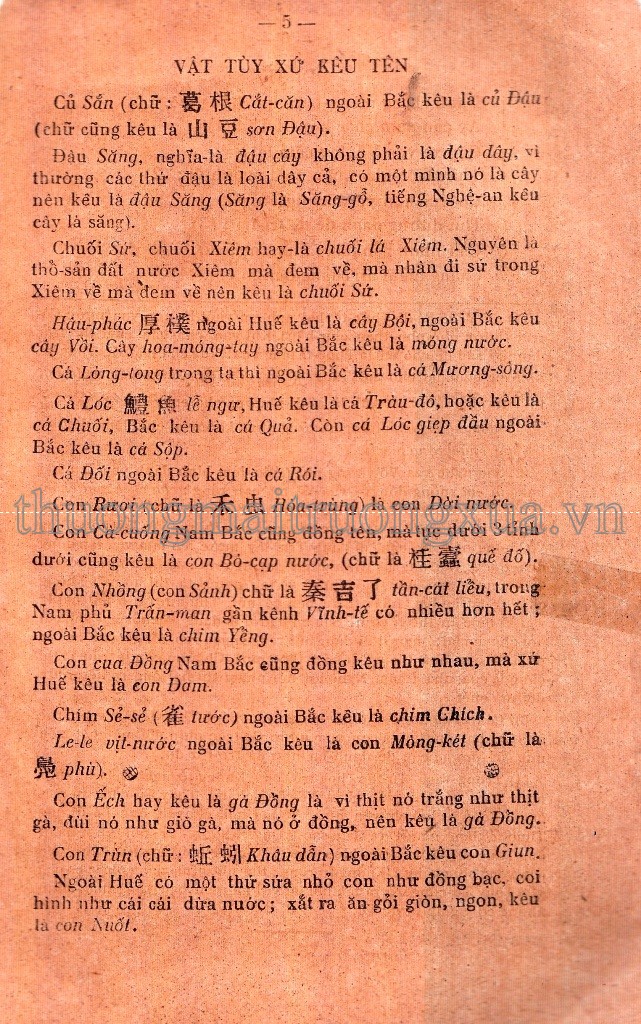 — 5 —
VẬT TÙY XỨ KÊU TÊN
Củ Sắn (chữ : 葛根 Cắt-căn) ngoài Bắc kêu là củ Đậu
(chữ cũng kêu là 山豆 sơn Đậu).
Đậu Săng, nghĩa-là đậu cây không phải là đậu dây, vì
thường các thứ đậu là loài dây cả, có một mình nó là cây
nên kêu là đậu Săng (Săng là Săng-gỗ, tiếng Nghệ-an kêu
cây là săng).
Chuối Sứ, chuối Xiêm hay-là chuối lá Xiêm. Nguyên là
thổ-sản đất nước Xiêm mà đem về, mà nhân đi sứ trong
Xiêm về mà đem về nên kêu là chuối Sứ.
Hậu-phác 厚樸 ngoài Huế kêu là cây Bội, ngoài Bắc kêu
cây Vối. Cây hoa-móng-tay ngoài Bắc kêu là móng nước.
Cá Lòng-tong trong ta thì ngoài Bắc kêu là cá Mương-sông.
Cá Lóc 鱧魚 lễ ngư, Huế kêu là cá Tràu-đô, hoặc kêu là
cá Chuối, Bắc kêu là cá Quả. Còn cá Lóc giẹp đầu ngoài
Bắc kêu là cá Sộp.
Cá Đối ngoài Bắc kêu là cá Rói.
Con Rươi (chữ là 禾虫 Hóa-trùng) là con Dời nước.
Con Cà-cuống Nam Bắc cũng đồng tên, mà tục dưới 3 tỉnh
dưới cũng kêu là con Bò-cạp nước, (chữ là 桂蠹 quế đố).
Con Nhồng (con Sảnh) chữ là 秦吉了 tần-cát liễu, trong
Nam phủ Trấn-man gần kênh Vĩnh-tế có nhiều hơn hết ;
ngoài Bắc kêu là chim Yểng.
Con cua Đồng Nam Bắc cũng đồng kêu như nhau, mà xứ
Huế kêu là con Đam.
Chim Sẻ-sẻ (雀 tước) ngoài Bắc kêu là chim Chích.
Le-le vịt-nước ngoài Bắc kêu là con Mòng-két (chữ là
鳧 phù).
Con Ếch hay kêu là gà Đồng là vì thịt nó trắng như thịt
gà, đùi nó như giò gà, mà nó ở đồng, nên kêu là gà Đồng.
Con Trùn (chữ : 蚯蚓 Khâu dẫn) ngoài Bắc kêu con Giun.
Ngoài Huế có một thứ sứa nhỏ con như đồng bạc, coi
hình như cái cái dừa nước ; xắt ra ăn gỏi giòn, ngon, kêu
là con Nuốt.
thuongmaitruongxua.vn